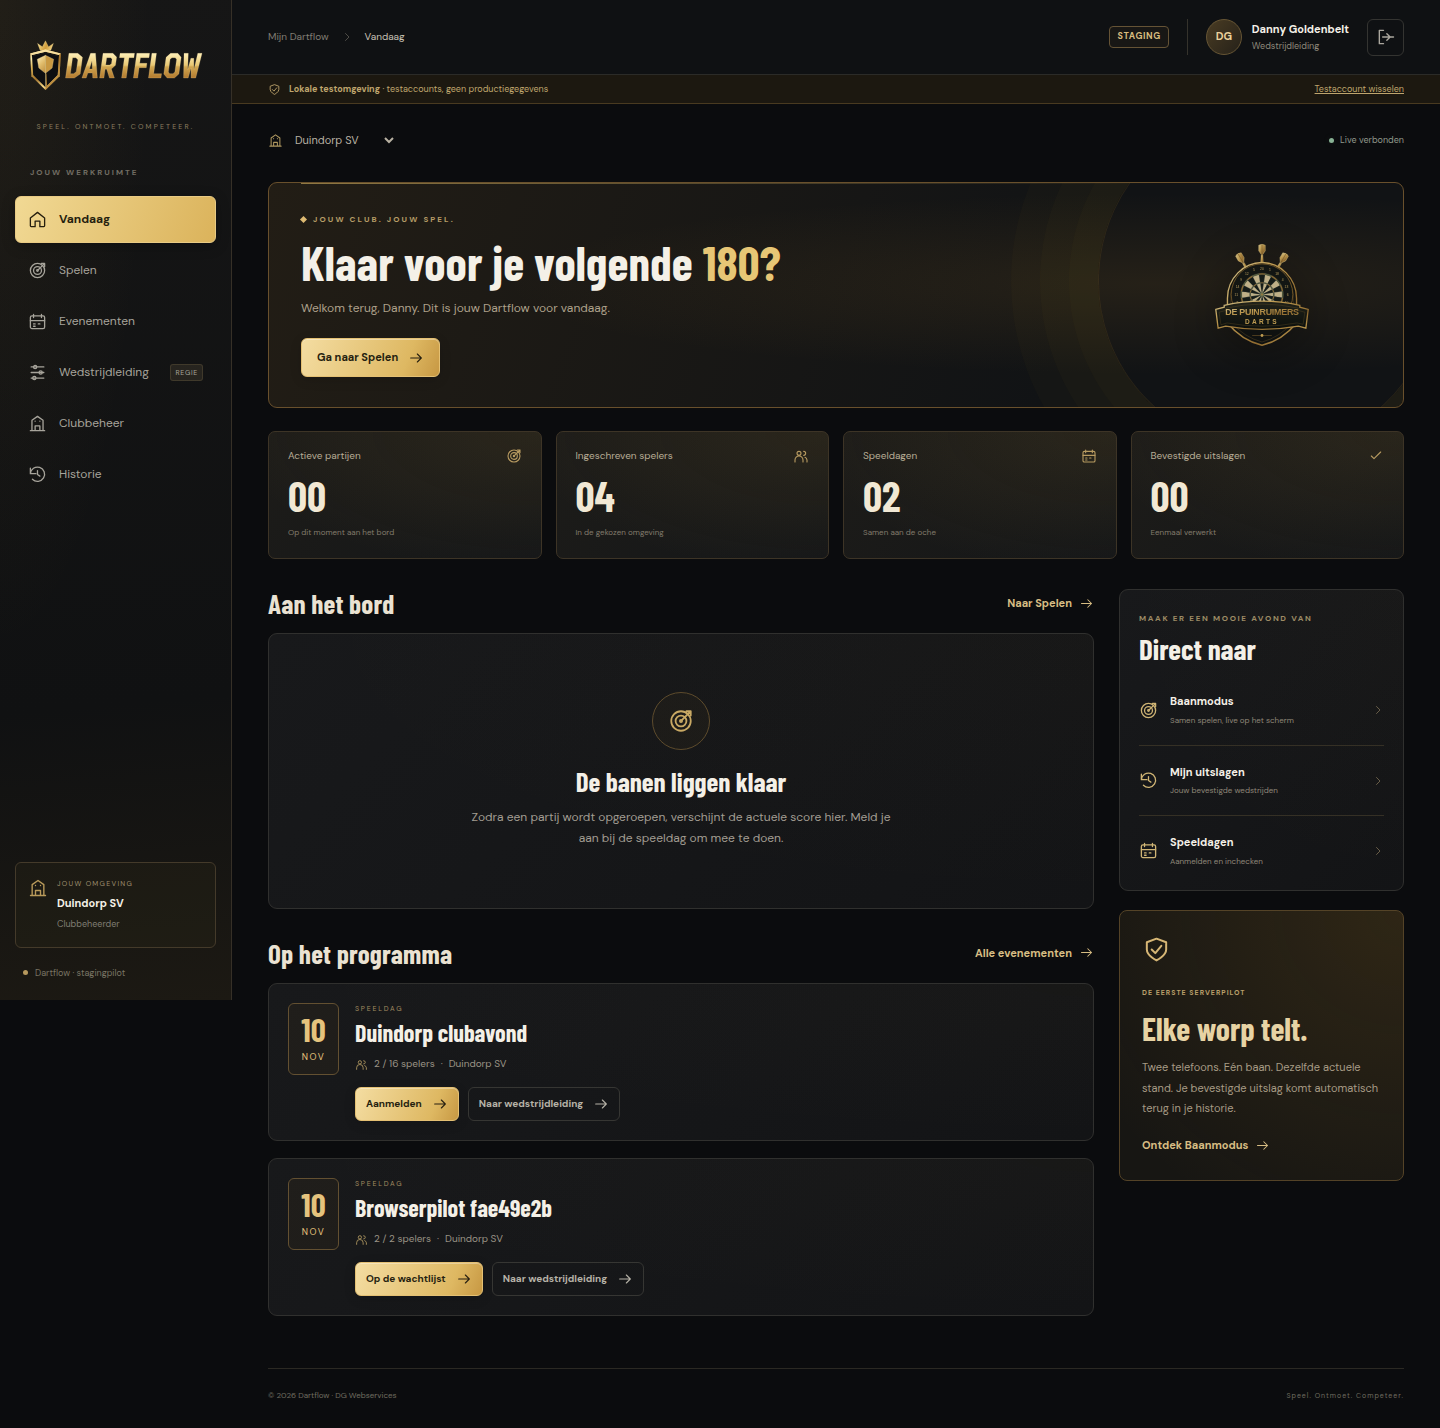 DARTFLOW
SPEEL. ONTMOET. COMPETEER.
JOUW WERKRUIMTE
Vandaag
Spelen
Evenementen
Wedstrijdleiding REGIE
Clubbeheer
Historie
JOUW OMGEVING
Duindorp SV
Clubbeheerder
Dartflow · stagingpilot
Mijn Dartflow Vandaag
STAGING
DG
Danny Goldenbelt
Wedstrijdleiding
Lokale testomgeving · testaccounts, geen productiegegevens
Testaccount wisselen
Duindorp SV
Live verbonden
JOUW CLUB. JOUW SPEL.
Klaar voor je volgende 180?
Welkom terug, Danny. Dit is jouw Dartflow voor vandaag.
Ga naar Spelen
DE PUINRUIMERS
DARTS
Actieve partijen
00
Op dit moment aan het bord
Ingeschreven spelers
04
In de gekozen omgeving
Speeldagen
02
Samen aan de oche
Bevestigde uitslagen
00
Eenmaal verwerkt
Aan het bord
Naar Spelen
De banen liggen klaar
Zodra een partij wordt opgeroepen, verschijnt de actuele score hier. Meld je
aan bij de speeldag om mee te doen.
Op het programma
Alle evenementen
10
NOV
SPEELDAG
Duindorp clubavond
2 / 16 spelers · Duindorp SV
Aanmelden
Naar wedstrijdleiding
10
NOV
SPEELDAG
Browserpilot fae49e2b
2 / 2 spelers · Duindorp SV
Op de wachtlijst
Naar wedstrijdleiding
MAAK ER EEN MOOIE AVOND VAN
Direct naar
Baanmodus
Samen spelen, live op het scherm
Mijn uitslagen
Jouw bevestigde wedstrijden
Speeldagen
Aanmelden en inchecken
DE EERSTE SERVERPILOT
Elke worp telt.
Twee telefoons. Eén baan. Dezelfde actuele
stand. Je bevestigde uitslag komt automatisch
terug in je historie.
Ontdek Baanmodus
© 2026 Dartflow · DG Webservices
Speel. Ontmoet. Competeer.